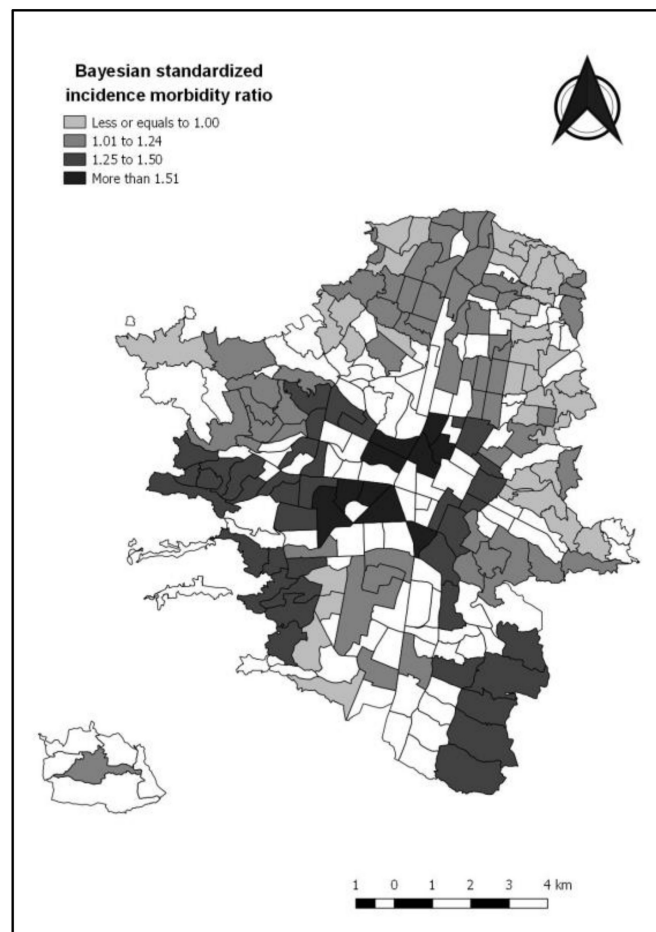 Bayesian standardized
incidence morbidity ratio
Less or equals to 1.00
1.01 to 1.24
1.25 to 1.50
More than 1.51
1 0 1 2 3 4 km